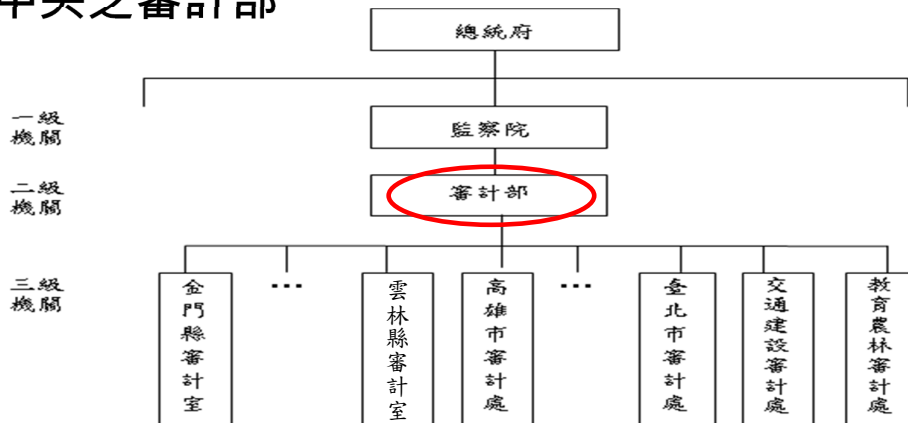 中央之審計部
總統府
一級
機關
監察院
二級
機關
審計部
三級
機關
金門縣審計室
...
雲林縣審計室
高雄市審計處
...
臺北市審計處
交通建設審計處
教育農林審計處